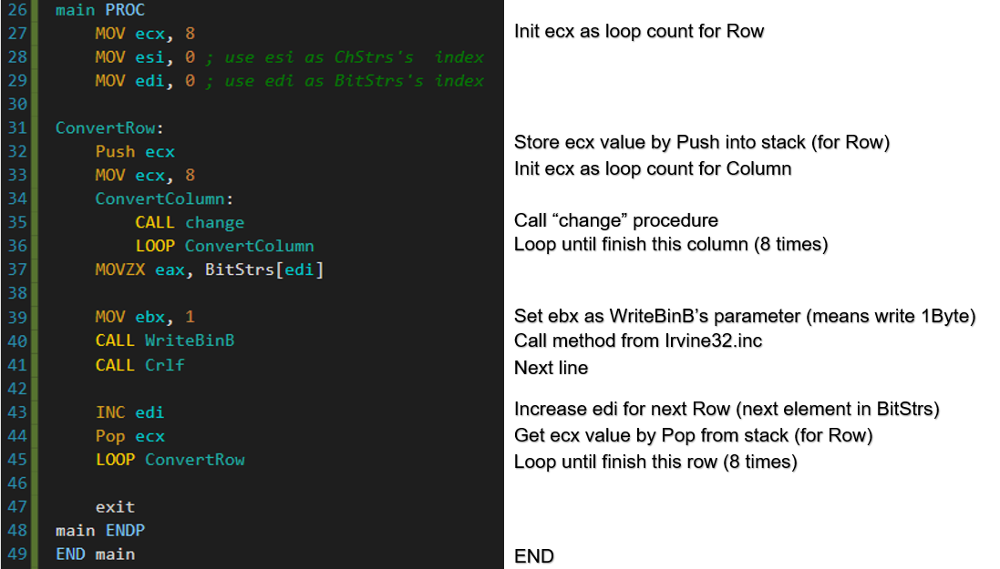 26 main PROC
27 MOV ecx, 8
Init ecx as loop count for Row
28 MOV esi, 0 ; use esi as ChStrs's  index
29 MOV edi, 0 ; use edi as BitStrs's index
30
31 ConvertRow:
32 Push ecx
Store ecx value by Push into stack (for Row)
33 MOV ecx, 8
Init ecx as loop count for Column
34 ConvertColumn:
35 CALL change
Call “change” procedure
36 LOOP ConvertColumn
Loop until finish this column (8 times)
37 MOVZX eax, BitStrs[edi]
38
39 MOV ebx, 1
Set ebx as WriteBinB’s parameter (means write 1Byte)
40 CALL WriteBinB
Call method from Irvine32.inc
41 CALL Crlf
Next line
42
43 INC edi
Increase edi for next Row (next element in BitStrs)
44 Pop ecx
Get ecx value by Pop from stack (for Row)
45 LOOP ConvertRow
Loop until finish this row (8 times)
46
47 exit
48 main ENDP
49 END main
END